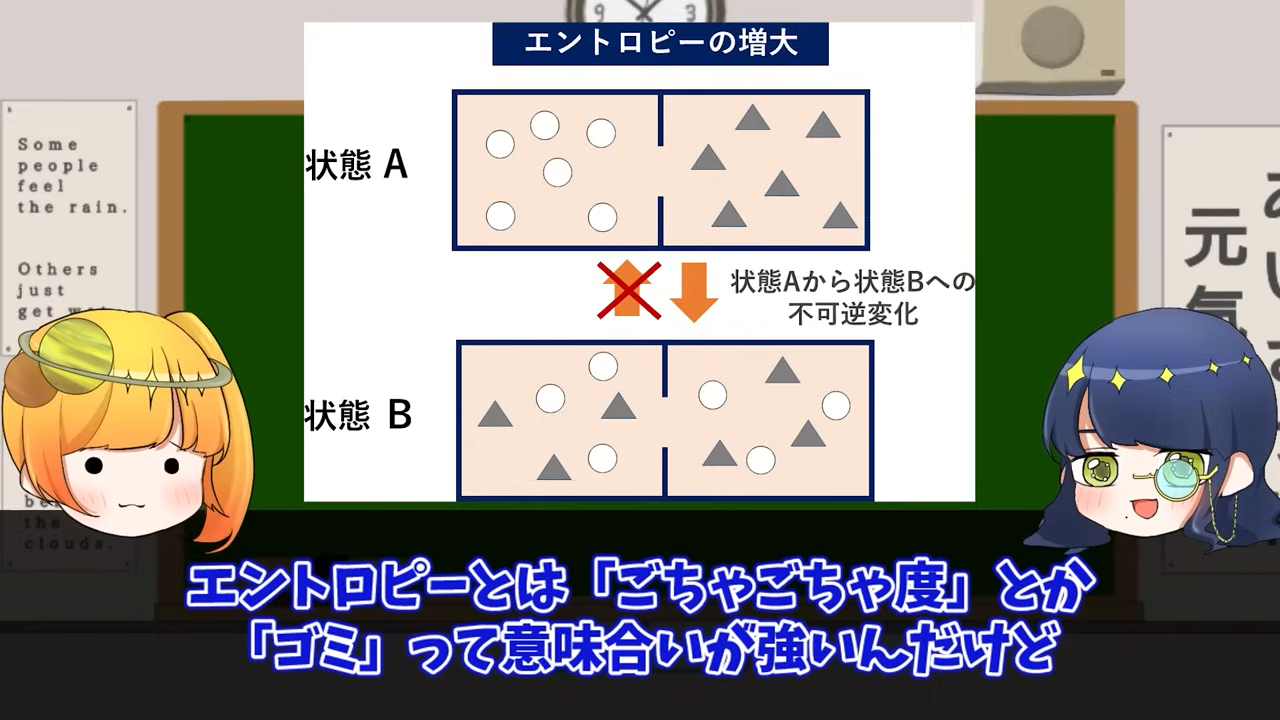 9 3
エントロピーの増大
状態 A
状態Aから状態Bへの
不可逆変化
状態 B
Some
people
feel
the rain.
Others
just
get
the
clouds.
元
エントロピーとは「ごちゃごちゃ度」とか
「ゴミ」って意味合いが強いんだけど